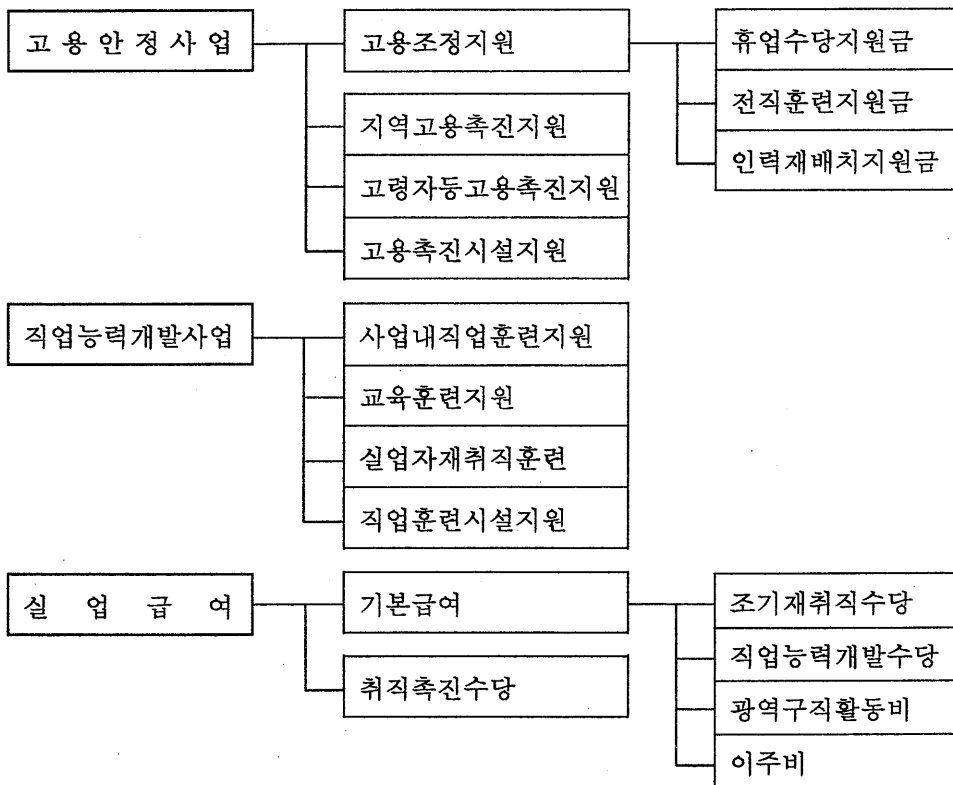 고용안정사업
고용조정지원
휴업수당지원금
전직훈련지원금
인력재배치지원금
지역고용촉진지원
고령자등고용촉진지원
고용촉진시설지원
직업능력개발사업
사업내직업훈련지원
교육훈련지원
실업자재취직훈련
직업훈련시설지원
실업급여
기본급여
조기재취직수당
직업능력개발수당
광역구직활동비
이주비
취직촉진수당